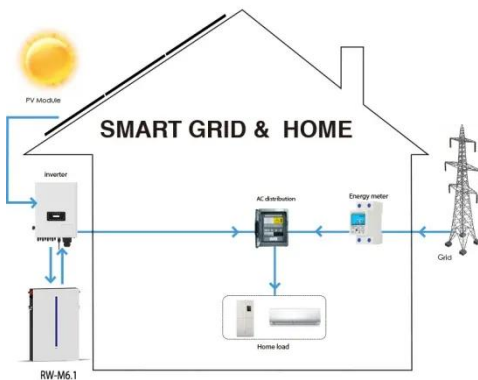 PV Module
SMART GRID & HOME
inverter
AC distribution
Energy meter
Grid
Home load
RW-M6.1